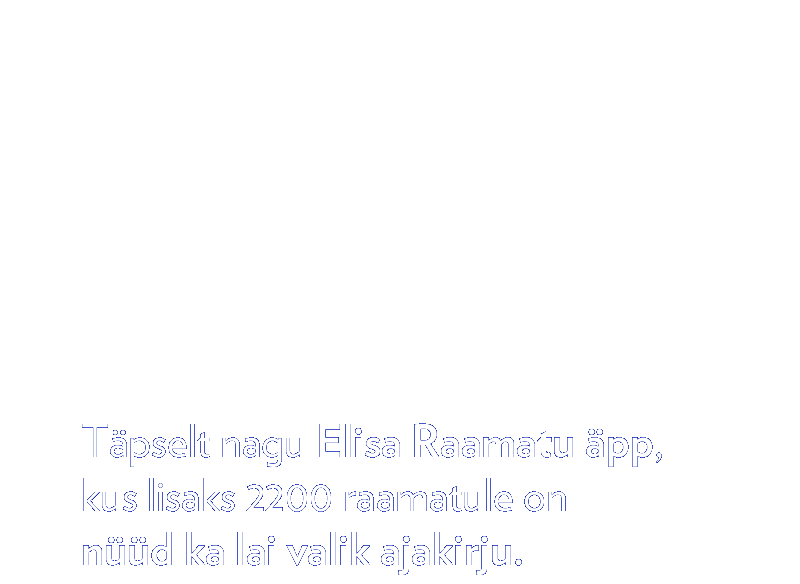 Täpselt nagu Elisa Raamatu äpp,
kus lisaks 2200 raamatule on
nüüd ka lai valik ajakirju.